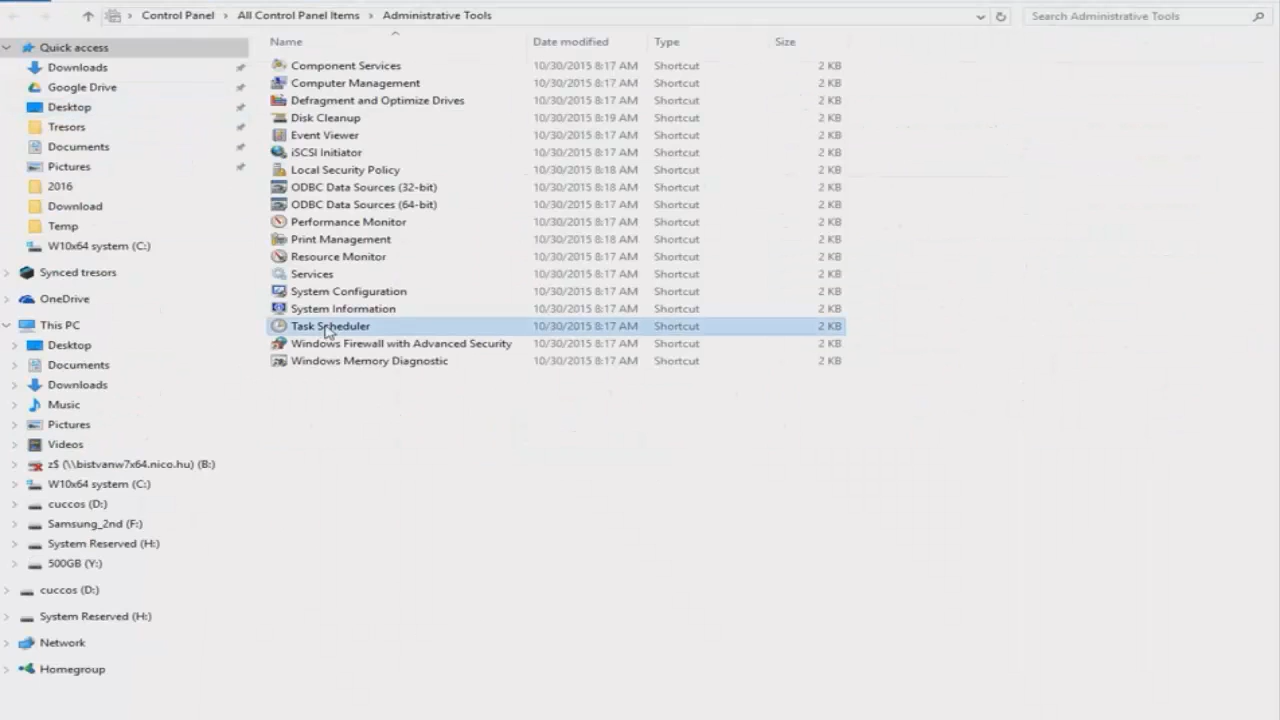 Control Panel > All Control Panel Items > Administrative Tools
Search Administrative Tools
Quick access
Downloads
Google Drive
Desktop
Tresors
Documents
Pictures
2016
Download
Temp
W10x64 system (C:)
Synced tresors
OneDrive
This PC
Desktop
Documents
Downloads
Music
Pictures
Videos
z$ (\\bistvanw7x64.nico.hu) (B:)
W10x64 system (C:)
cuccos (D:)
Samsung_2nd (F:)
System Reserved (H:)
500GB (Y:)
cuccos (D:)
System Reserved (H:)
Network
Homegroup
Name Date modified Type Size
Component Services 10/30/2015 8:17 AM Shortcut 2 KB
Computer Management 10/30/2015 8:17 AM Shortcut 2 KB
Defragment and Optimize Drives 10/30/2015 8:17 AM Shortcut 2 KB
Disk Cleanup 10/30/2015 8:19 AM Shortcut 2 KB
Event Viewer 10/30/2015 8:17 AM Shortcut 2 KB
iSCSI Initiator 10/30/2015 8:17 AM Shortcut 2 KB
Local Security Policy 10/30/2015 8:18 AM Shortcut 2 KB
ODBC Data Sources (32-bit) 10/30/2015 8:18 AM Shortcut 2 KB
ODBC Data Sources (64-bit) 10/30/2015 8:17 AM Shortcut 2 KB
Performance Monitor 10/30/2015 8:17 AM Shortcut 2 KB
Print Management 10/30/2015 8:18 AM Shortcut 2 KB
Resource Monitor 10/30/2015 8:17 AM Shortcut 2 KB
Services 10/30/2015 8:17 AM Shortcut 2 KB
System Configuration 10/30/2015 8:17 AM Shortcut 2 KB
System Information 10/30/2015 8:17 AM Shortcut 2 KB
Task Scheduler 10/30/2015 8:17 AM Shortcut 2 KB
Windows Firewall with Advanced Security 10/30/2015 8:17 AM Shortcut 2 KB
Windows Memory Diagnostic 10/30/2015 8:17 AM Shortcut 2 KB